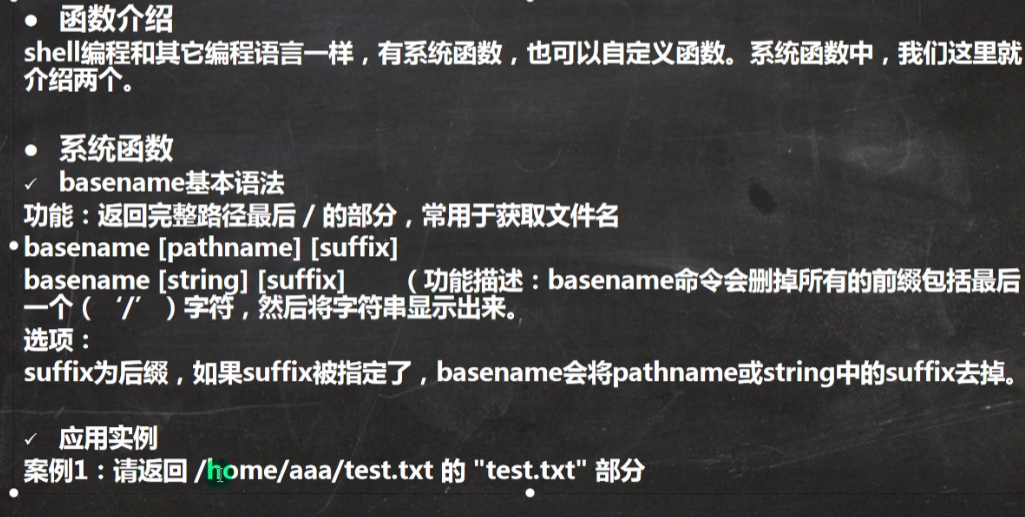 ● 函数介绍
shell编程和其它编程语言一样，有系统函数，也可以自定义函数。系统函数中，我们这里就
介绍两个。
● 系统函数
✓ basename基本语法
功能：返回完整路径最后 / 的部分，常用于获取文件名
basename [pathname] [suffix]
basename [string] [suffix] （功能描述：basename命令会删掉所有的前缀包括最后
一个（‘/’）字符，然后将字符串显示出来。
选项：
suffix为后缀，如果suffix被指定了，basename会将pathname或string中的suffix去掉。
✓ 应用实例
案例1：请返回 /home/aaa/test.txt 的 "test.txt" 部分